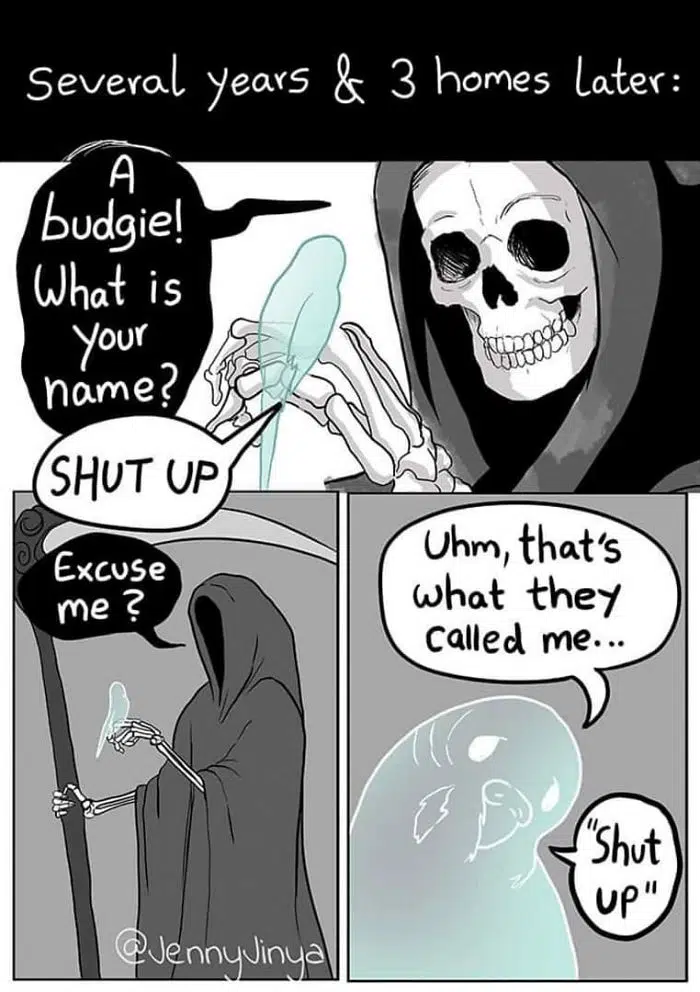 Several years & 3 homes Later:
A
budgie!
What is
your
name?
SHUT UP
Excuse
me?
Uhm, that's
what they
called me...
"Shut
up"
@JennyJinya